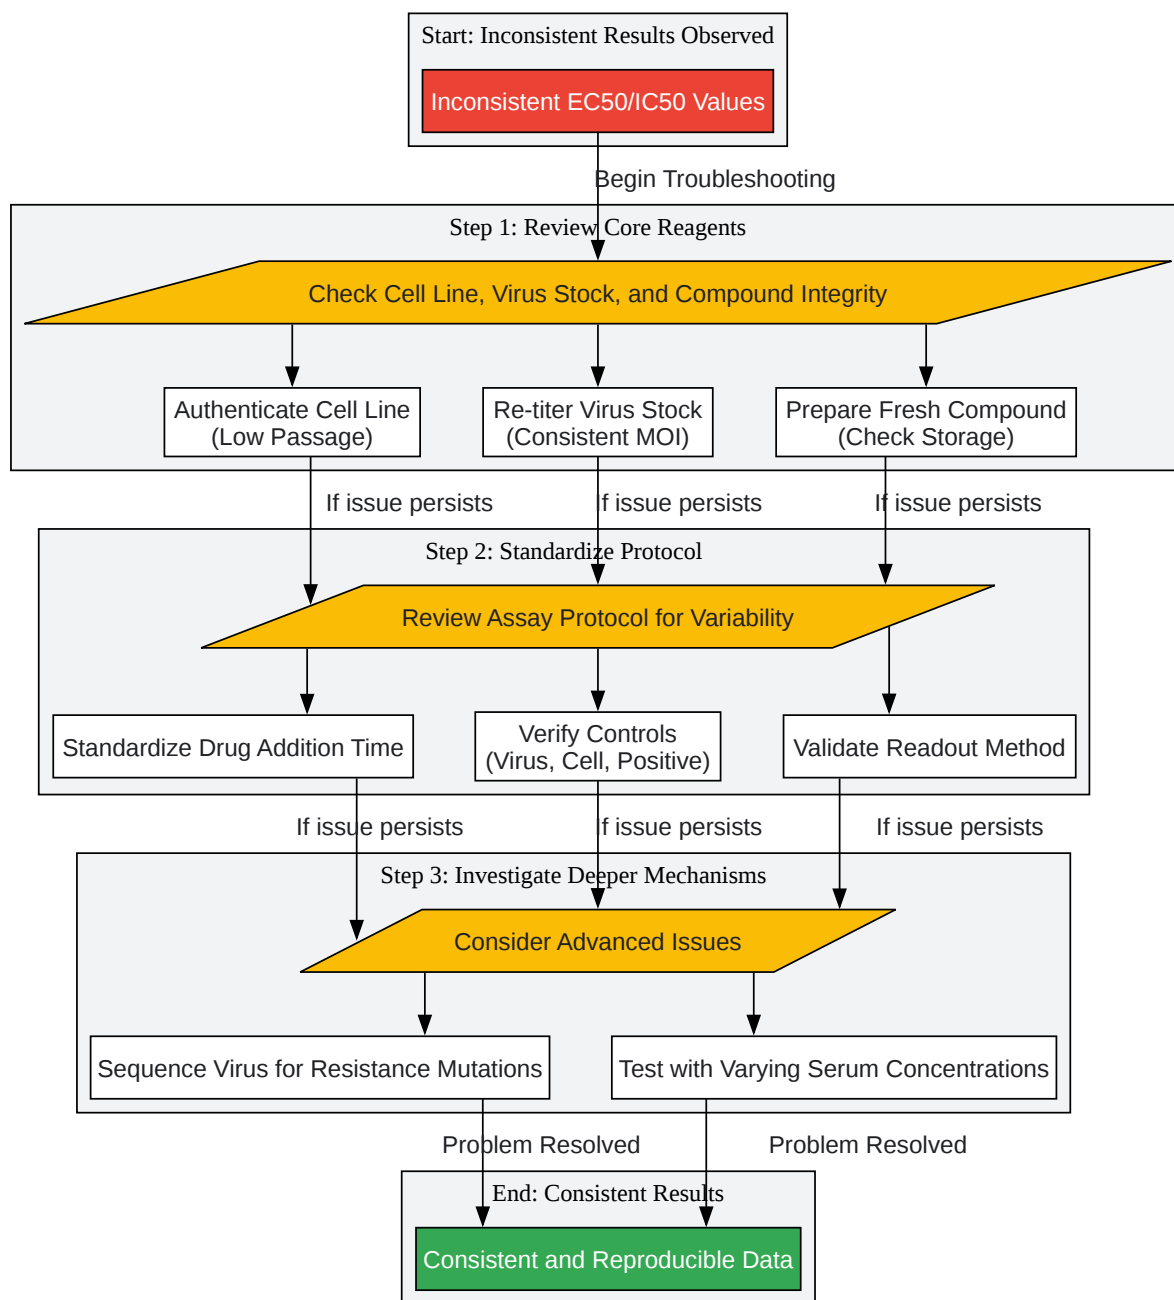 Start: Inconsistent Results Observed
Inconsistent EC50/IC50 Values
Begin Troubleshooting
Step 1: Review Core Reagents
Check Cell Line, Virus Stock, and Compound Integrity
Authenticate Cell Line
(Low Passage)
Re-titer Virus Stock
(Consistent MOI)
Prepare Fresh Compound
(Check Storage)
If issue persists
If issue persists
If issue persists
Step 2: Standardize Protocol
Review Assay Protocol for Variability
Standardize Drug Addition Time
Verify Controls
(Virus, Cell, Positive)
Validate Readout Method
If issue persists
If issue persists
If issue persists
Step 3: Investigate Deeper Mechanisms
Consider Advanced Issues
Sequence Virus for Resistance Mutations
Test with Varying Serum Concentrations
Problem Resolved
Problem Resolved
End: Consistent Results
Consistent and Reproducible Data